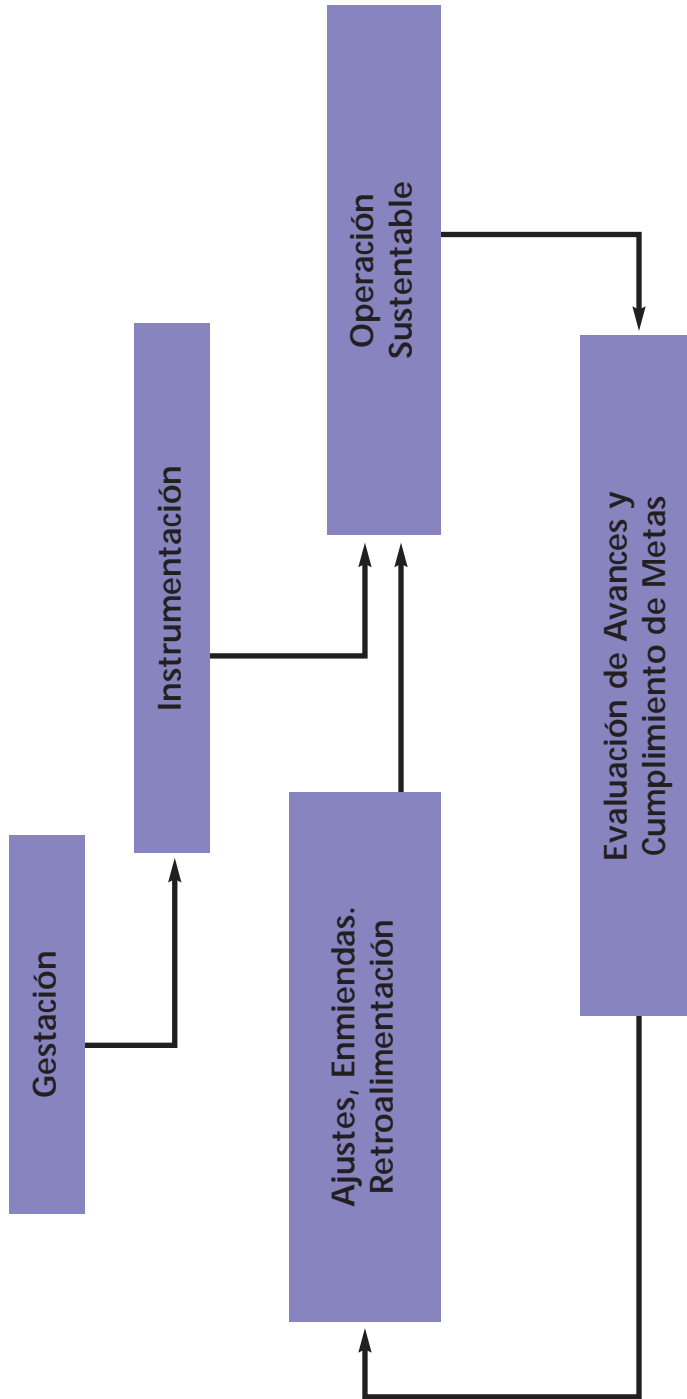 Gestación
Instrumentación
Ajustes, Enmiendas.
Retroalimentación
Operación
Sustentable
Evaluación de Avances y
Cumplimiento de Metas